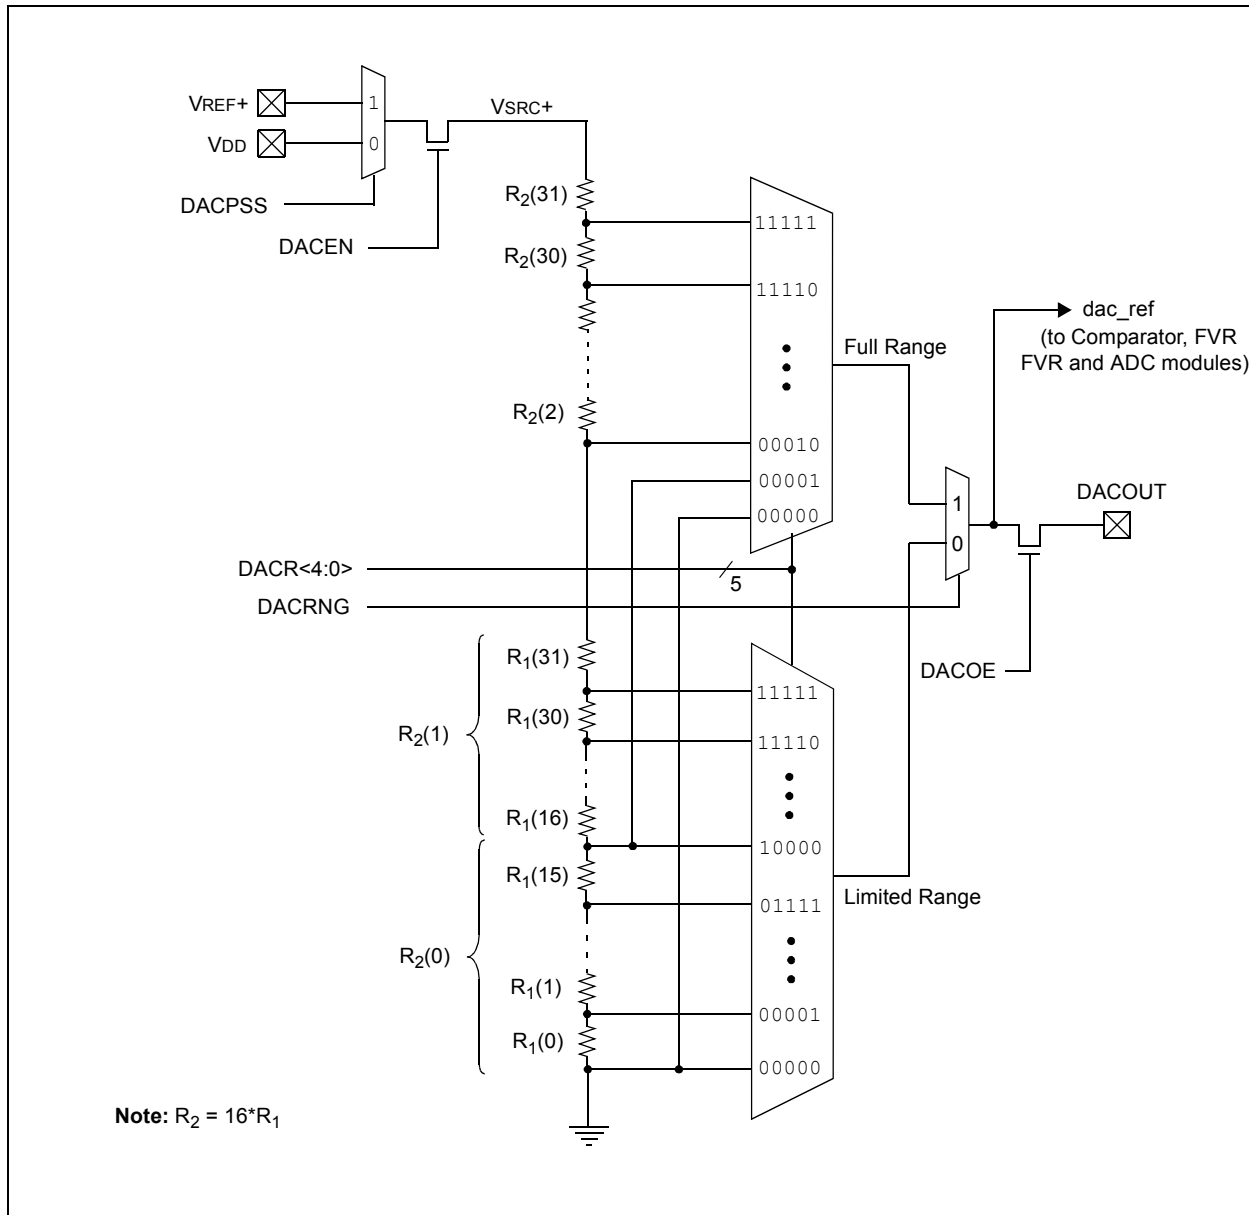 VREF+
1
VDD
0
VSRC+
DACPSS
DACEN
R2(31)
11111
R2(30)
11110
R2(2)
00010
00001
00000
Full Range
dac_ref
(to Comparator, FVR
FVR and ADC modules)
1
0
DACOUT
DACR<4:0>
5
DACRNG
DACOE
R1(31)
11111
R1(30)
11110
R2(1)
R1(16)
10000
R1(15)
01111
Limited Range
R2(0)
R1(1)
00001
R1(0)
00000
Note: R2 = 16*R1